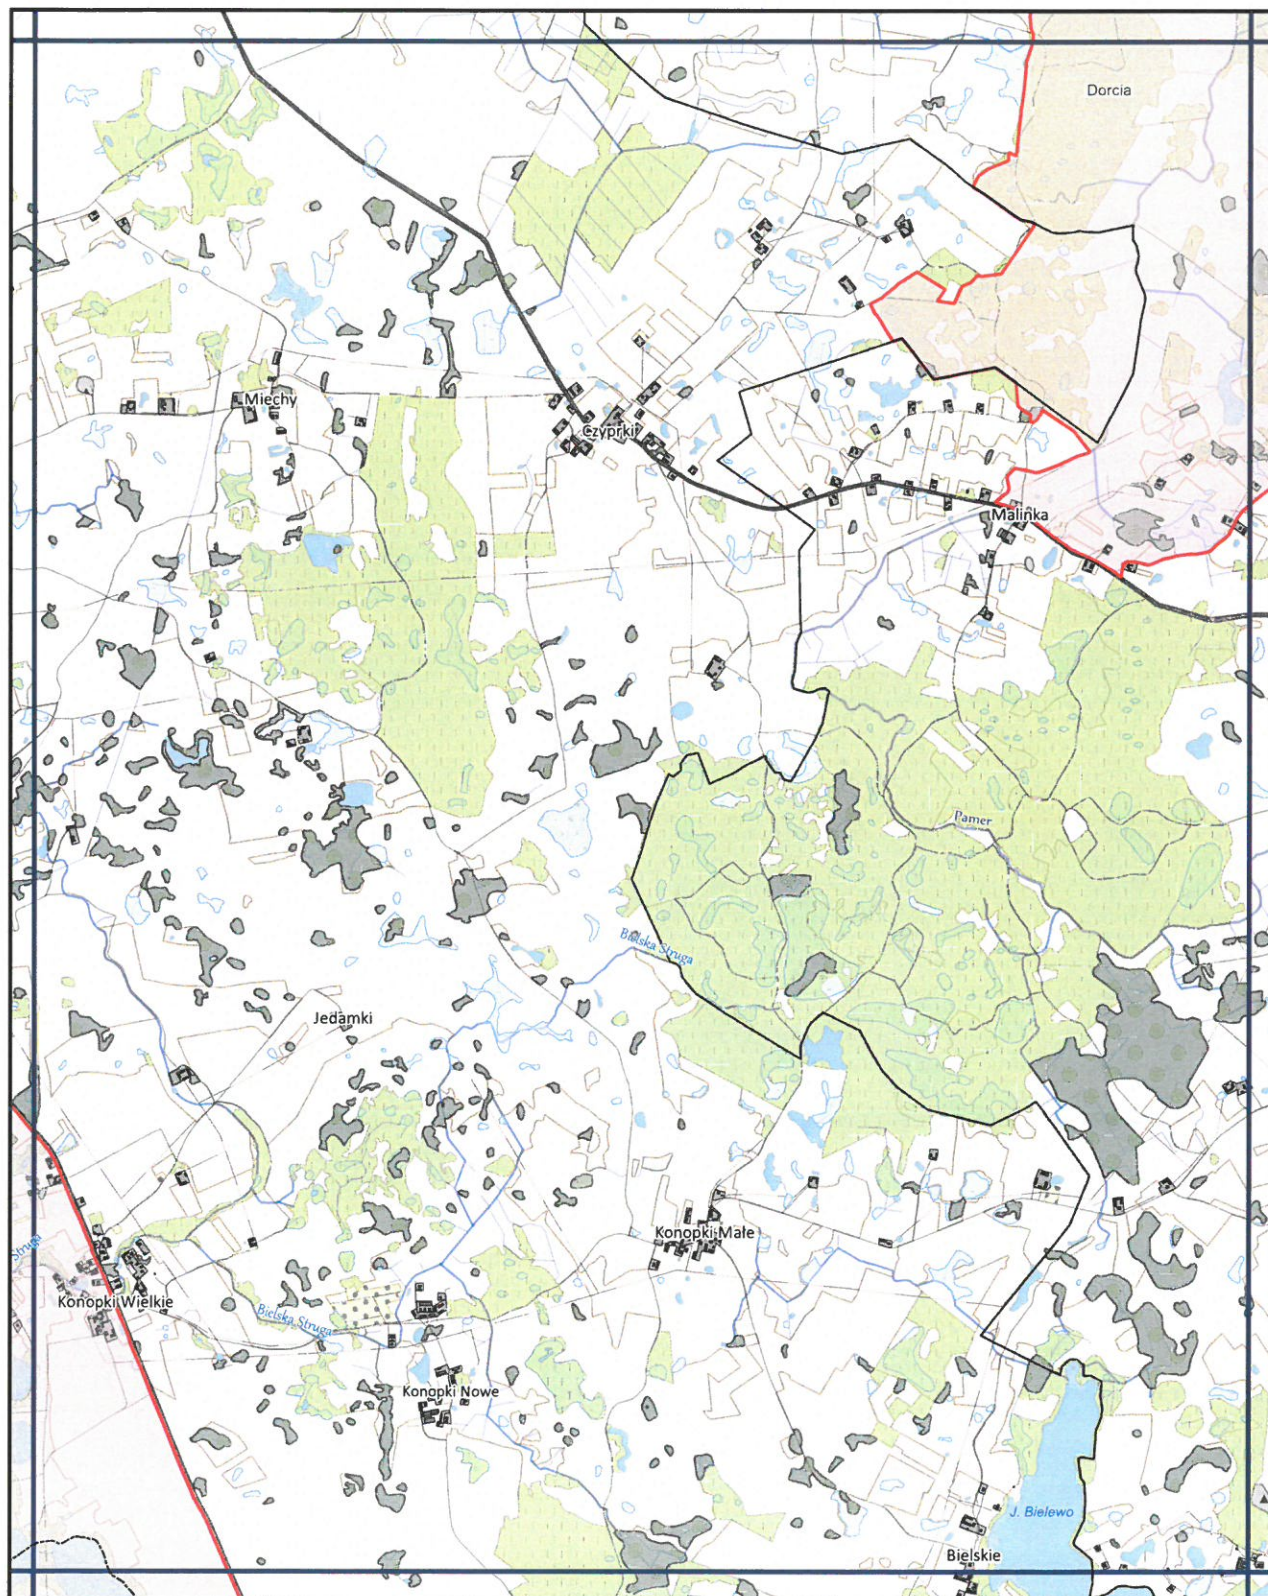 Dorcia
Miechy
Czyprki
Malinka
Pamer
Bielska Struga
Jedamki
Konopki Małe
Struga
Konopki Wielkie
Bielska Struga
Konopki Nowe
J. Bielewo
Bielskie